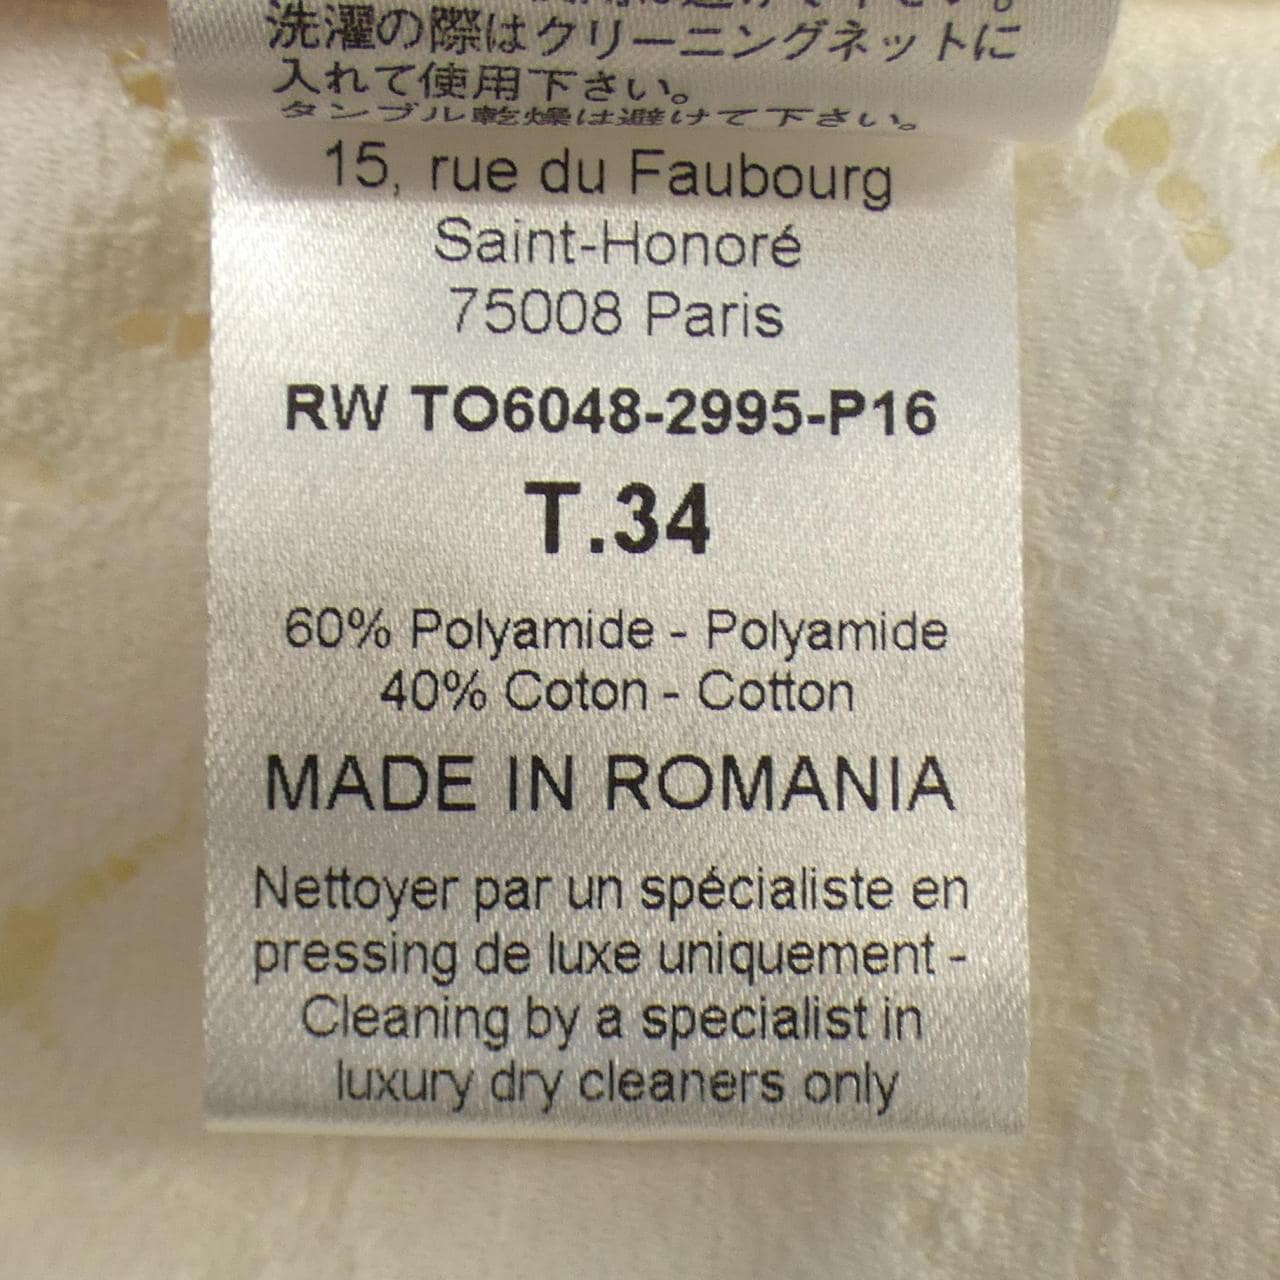 洗濯の際はクリーニングネットに
入れて使用下さい。
タンブル乾燥は避けて下さい。
15, rue du Faubourg
Saint-Honoré
75008 Paris
RW TO6048-2995-P16
T.34
60% Polyamide - Polyamide
40% Coton - Cotton
MADE IN ROMANIA
Nettoyer par un spécialiste en
pressing de luxe uniquement -
Cleaning by a specialist in
luxury dry cleaners only